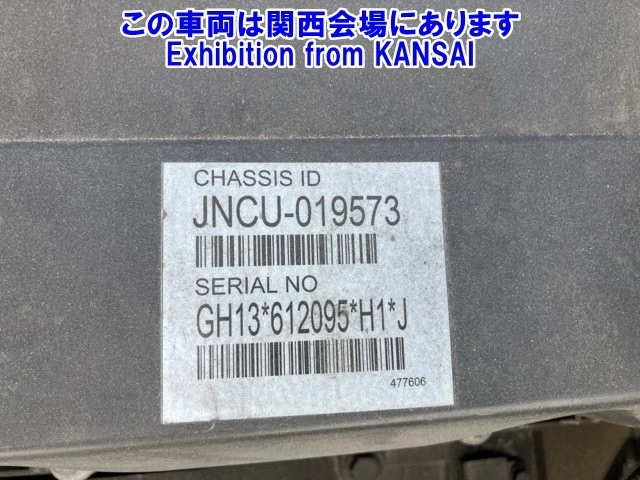 この車両は関西会場にあります
Exhibition from KANSAI
CHASSIS ID
JNCU-019573
SERIAL NO
GH13*612095*H1*J
477606